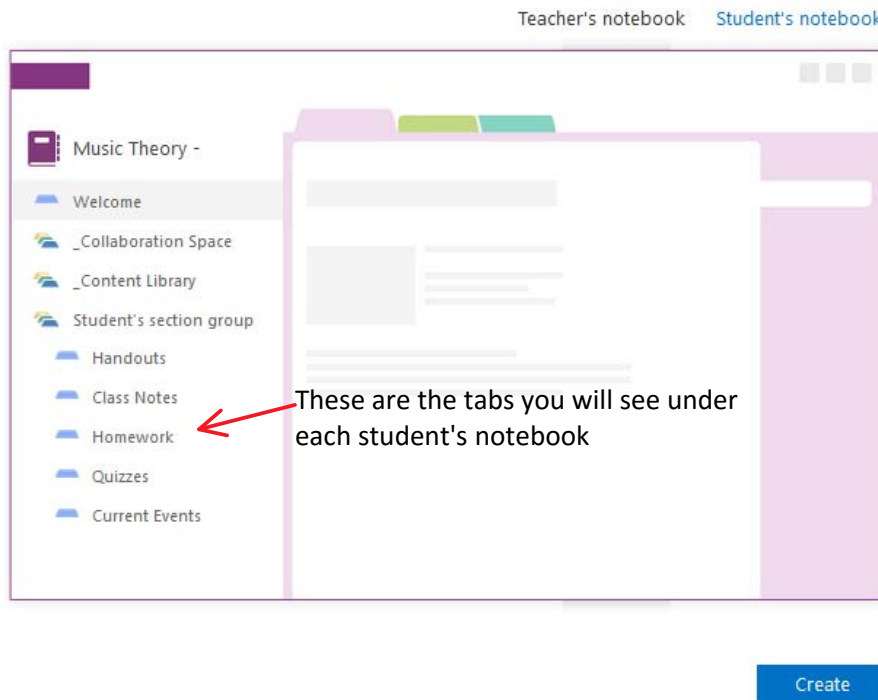 Teacher's notebook Student's notebook
Music Theory -
Welcome
_Collaboration Space
_Content Library
Student's section group
Handouts
Class Notes
Homework
Quizzes
Current Events
These are the tabs you will see under
each student's notebook
Create